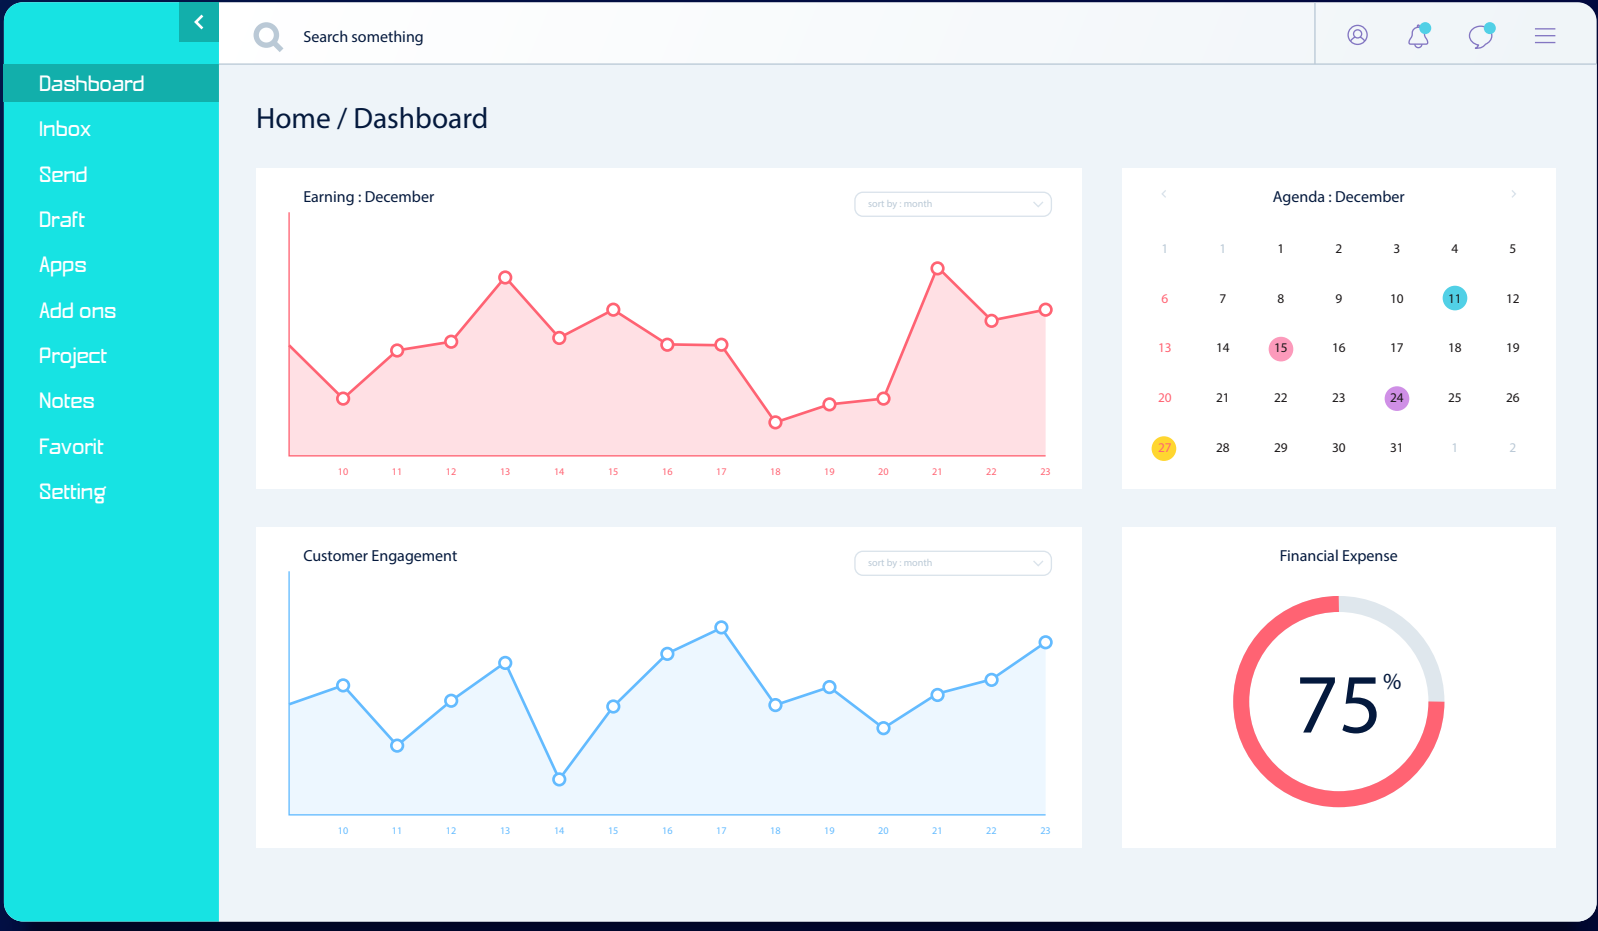 Search something
Dashboard
Inbox
Send
Draft
Apps
Add ons
Project
Notes
Favorit
Setting
Home / Dashboard
Earning : December
sort by : month
10 11 12 13 14 15 16 17 18 19 20 21 22 23
Agenda : December
1 1 1 2 3 4 5
6 7 8 9 10 11 12
13 14 15 16 17 18 19
20 21 22 23 24 25 26
27 28 29 30 31 1 2
Customer Engagement
sort by : month
10 11 12 13 14 15 16 17 18 19 20 21 22 23
Financial Expense
75%